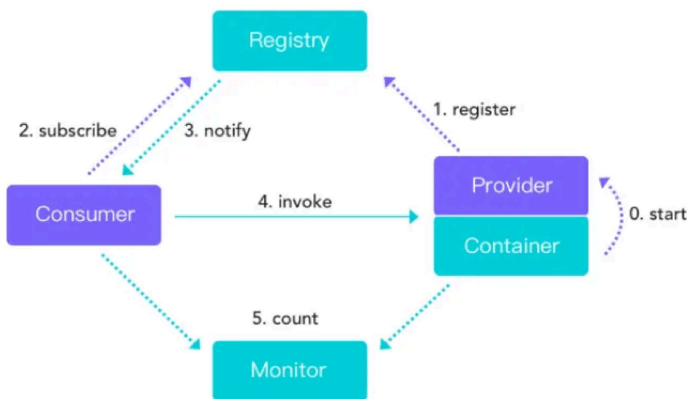 Registry
1. register
2. subscribe
3. notify
Provider
Consumer
4. invoke
0. start
Container
5. count
Monitor